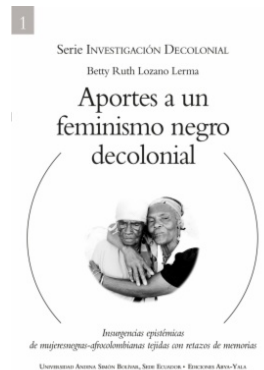 1
Serie INVESTIGACIÓN DECOLONIAL
Betty Ruth Lozano Lerma
Aportes a un
feminismo negro
decolonial
Insurgencias epistémicas
de mujeresnegras-afrocolombianas tejidas con retazos de memorias
UNIVERSIDAD ANDINA SIMÓN BOLÍVAR, SEDE ECUADOR • EDICIONES ABYA-YALA